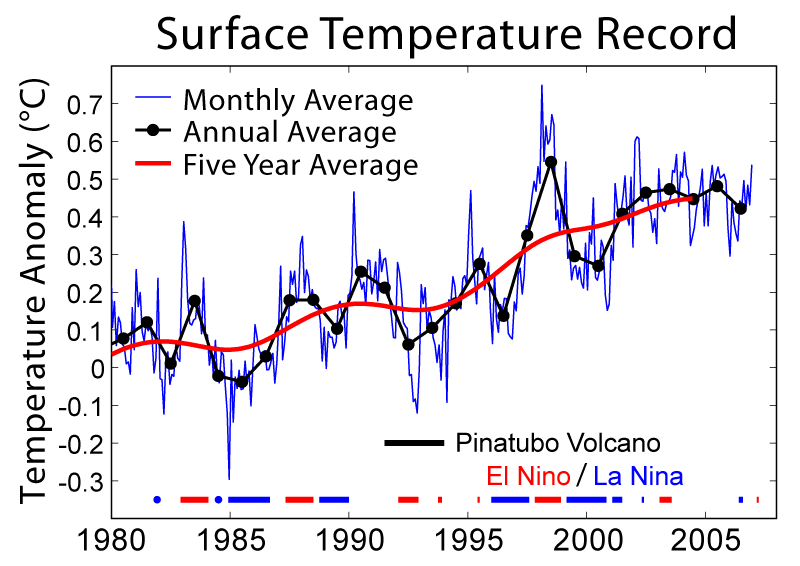 Surface Temperature Record
Temperature Anomaly (°C)
Monthly Average
Annual Average
Five Year Average
0.7
0.6
0.5
0.4
0.3
0.2
0.1
0
-0.1
-0.2
-0.3
Pinatubo Volcano
El Nino / La Nina
1980 1985 1990 1995 2000 2005